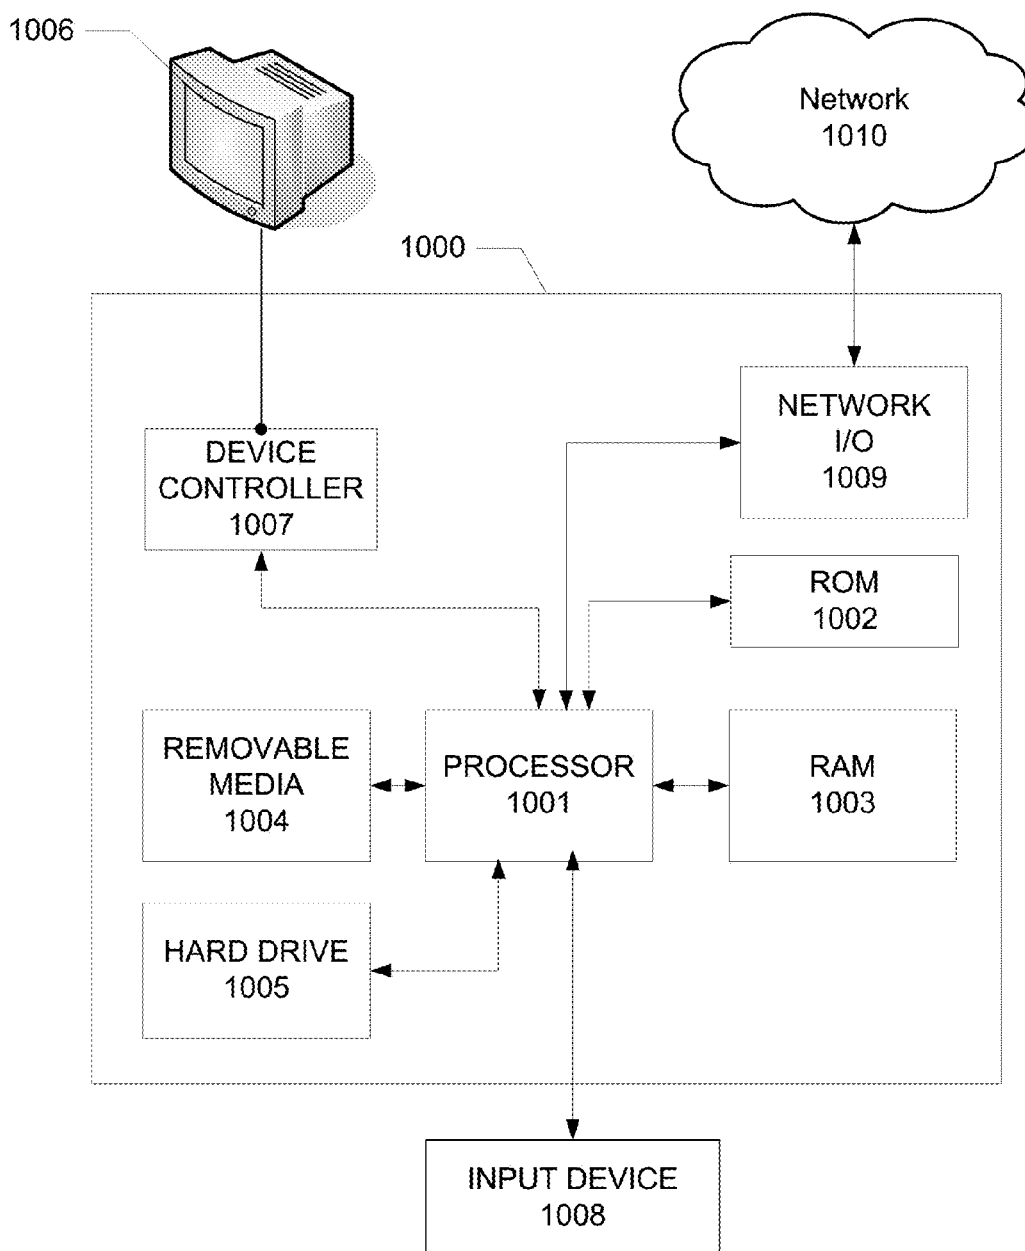 1006
Network
1010
1000
NETWORK
I/O
1009
DEVICE
CONTROLLER
1007
ROM
1002
REMOVABLE
MEDIA
1004
PROCESSOR
1001
RAM
1003
HARD DRIVE
1005
INPUT DEVICE
1008